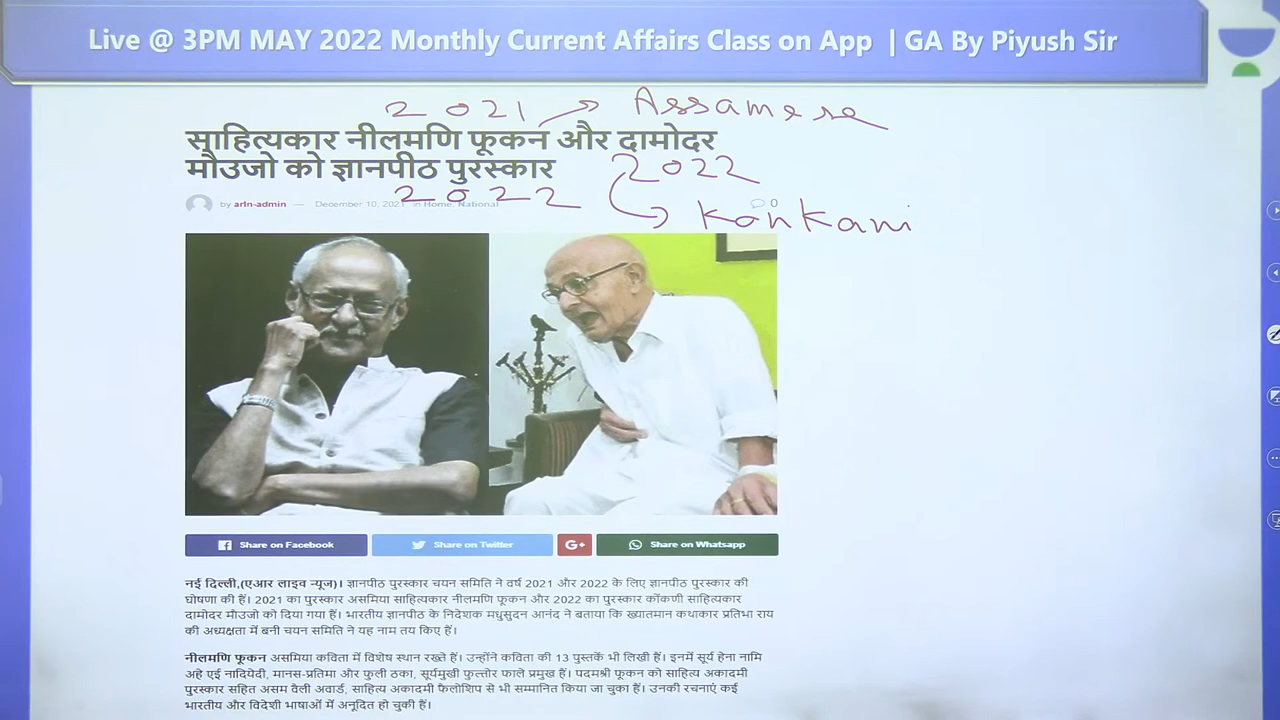 Live @ 3PM MAY 2022 Monthly Current Affairs Class on App | GA By Piyush Sir
2021 → Assamese
साहित्यकार नीलमणि फूकन और दामोदर
मौउजो को ज्ञानपीठ पुरस्कार
2022
2022
Konkani
by arln-admin — December 10, 2021 in Home, National
0
Share on Facebook
Share on Twitter
G+
Share on Whatsapp
नई दिल्ली,(एआर लाइव न्यूज)। ज्ञानपीठ पुरस्कार चयन समिति ने वर्ष 2021 और 2022 के लिए ज्ञानपीठ पुरस्कार की
घोषणा की हैं। 2021 का पुरस्कार असमिया साहित्यकार नीलमणि फूकन और 2022 का पुरस्कार कोंकणी साहित्यकार
दामोदर मौउजो को दिया गया हैं। भारतीय ज्ञानपीठ के निदेशक मधुसुदन आनंद ने बताया कि ख्यातमान कथाकार प्रतिभा राय
की अध्यक्षता में बनी चयन समिति ने यह नाम तय किए हैं।
नीलमणि फूकन असमिया कविता में विशेष स्थान रखते हैं। उन्होंने कविता की 13 पुस्तकें भी लिखी हैं। इनमें सूर्य हेना नामि
अहे एई नादियेदी, मानस-प्रतिमा और फुली ठका, सूर्यमुखी फुल्तोर फाले प्रमुख हैं। पदमश्री फूकन को साहित्य अकादमी
पुरस्कार सहित असम वैली अवार्ड, साहित्य अकादमी फैलोशिप से भी सम्मानित किया जा चुका हैं। उनकी रचनाएं कई
भारतीय और विदेशी भाषाओं में अनूदित हो चुकी हैं।